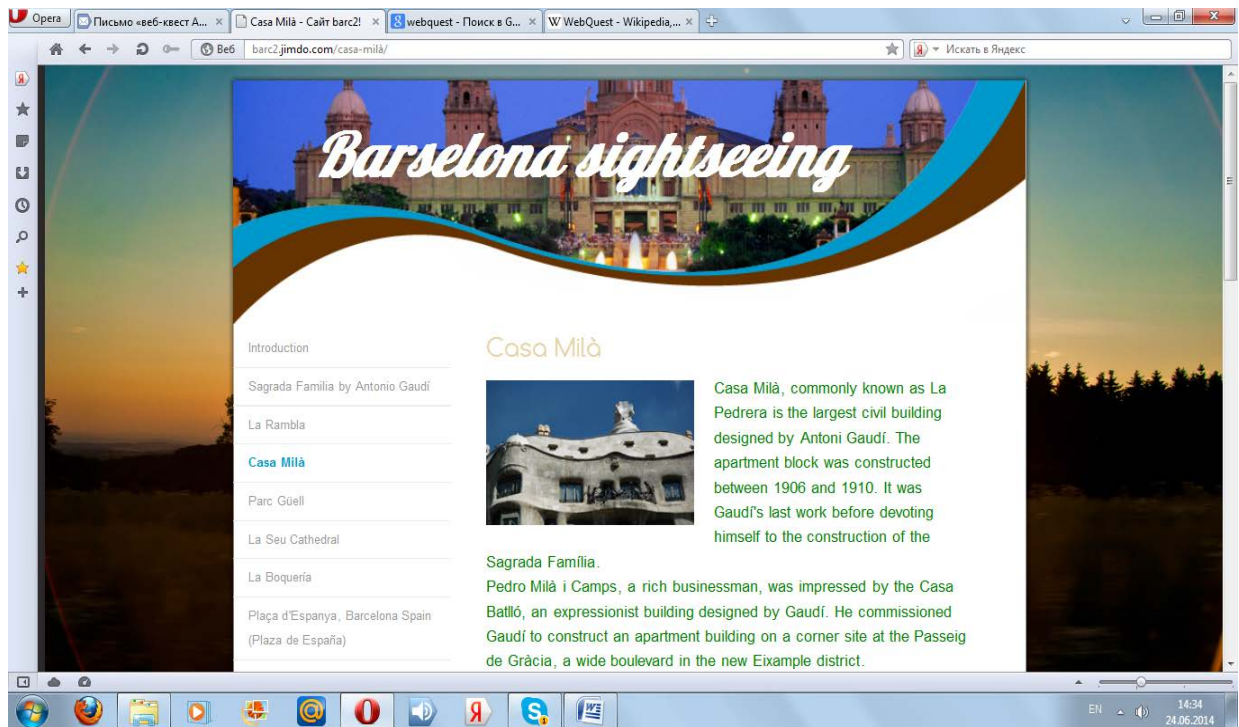 Opera
Письмо «веб-квест А...
Casa Milà - Сайт barc2!
webquest - Поиск в G...
WebQuest - Wikipedia,...
Веб
barc2.jimdo.com/casa-milà/
Искать в Яндекс
Barselona sightseeing
Introduction
Sagrada Familia by Antonio Gaudí
La Rambla
Casa Milà
Parc Güell
La Seu Cathedral
La Boquería
Plaça d'Espanya, Barcelona Spain
(Plaza de España)
Casa Milà
Casa Milà, commonly known as La
Pedrera is the largest civil building
designed by Antoni Gaudí. The
apartment block was constructed
between 1906 and 1910. It was
Gaudí's last work before devoting
himself to the construction of the
Sagrada Família.
Pedro Milà i Camps, a rich businessman, was impressed by the Casa
Batlló, an expressionist building designed by Gaudí. He commissioned
Gaudí to construct an apartment building on a corner site at the Passeig
de Gràcia, a wide boulevard in the new Eixample district.
EN
14:34
24.06.2014